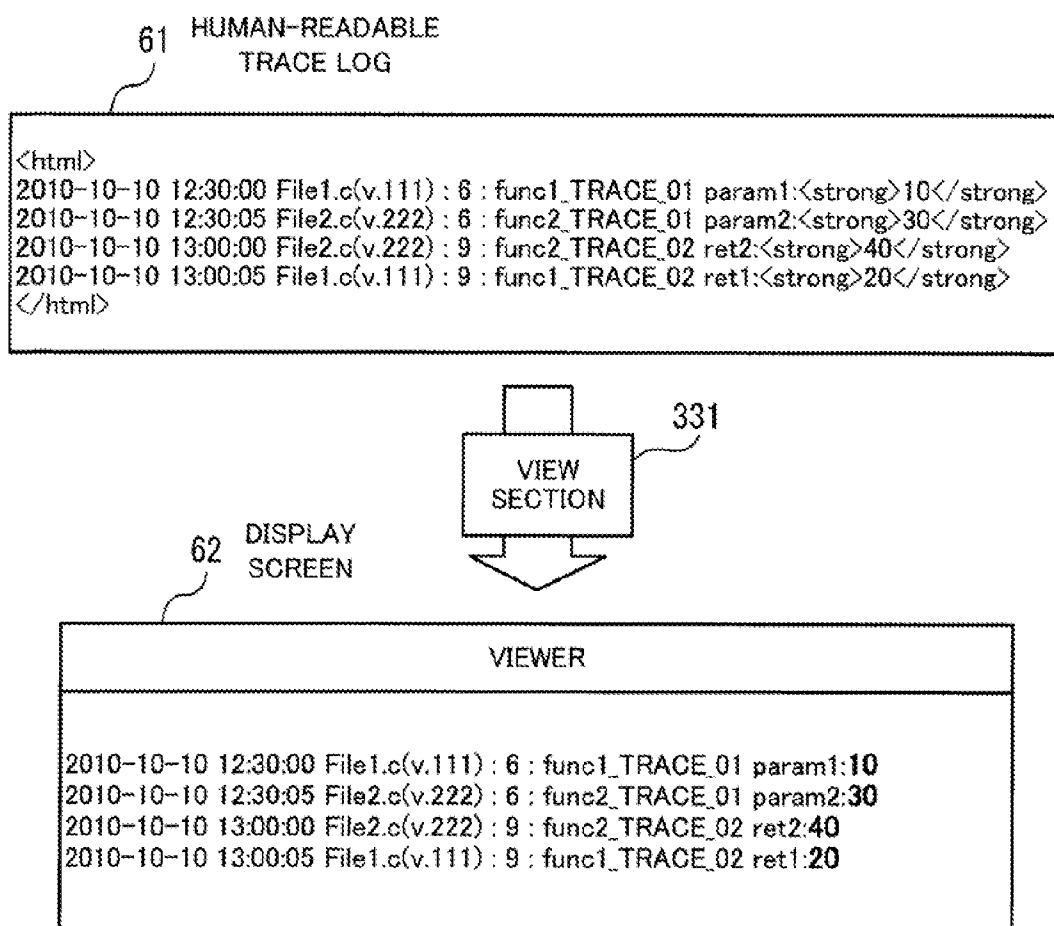 61 HUMAN-READABLE
TRACE LOG
<html>
2010-10-10 12:30:00 File1.c(v.111) : 6 : func1_TRACE_01 param1:<strong>10</strong>
2010-10-10 12:30:05 File2.c(v.222) : 6 : func2_TRACE_01 param2:<strong>30</strong>
2010-10-10 13:00:00 File2.c(v.222) : 9 : func2_TRACE_02 ret2:<strong>40</strong>
2010-10-10 13:00:05 File1.c(v.111) : 9 : func1_TRACE_02 ret1:<strong>20</strong>
</html>
331
VIEW
SECTION
62 DISPLAY
SCREEN
VIEWER
2010-10-10 12:30:00 File1.c(v.111) : 6 : func1_TRACE_01 param1:10
2010-10-10 12:30:05 File2.c(v.222) : 6 : func2_TRACE_01 param2:30
2010-10-10 13:00:00 File2.c(v.222) : 9 : func2_TRACE_02 ret2:40
2010-10-10 13:00:05 File1.c(v.111) : 9 : func1_TRACE_02 ret1:20